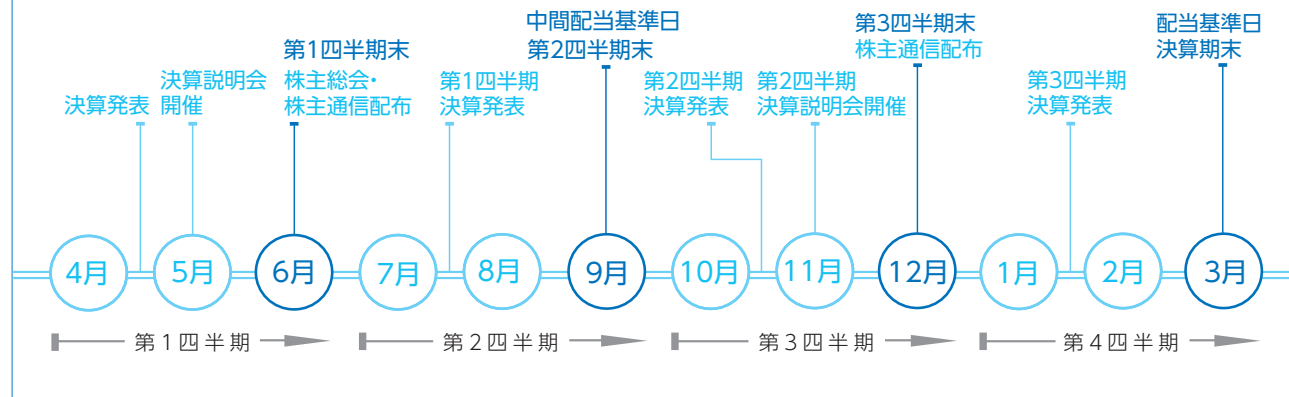 決算発表
決算説明会
開催
第1四半期末
株主総会・
株主通信配布
第1四半期
決算発表
中間配当基準日
第2四半期末
第2四半期
決算発表
第2四半期
決算説明会開催
第3四半期末
株主通信配布
第3四半期
決算発表
配当基準日
決算期末
4月
5月
6月
7月
8月
9月
10月
11月
12月
1月
2月
3月
第1四半期
第2四半期
第3四半期
第4四半期